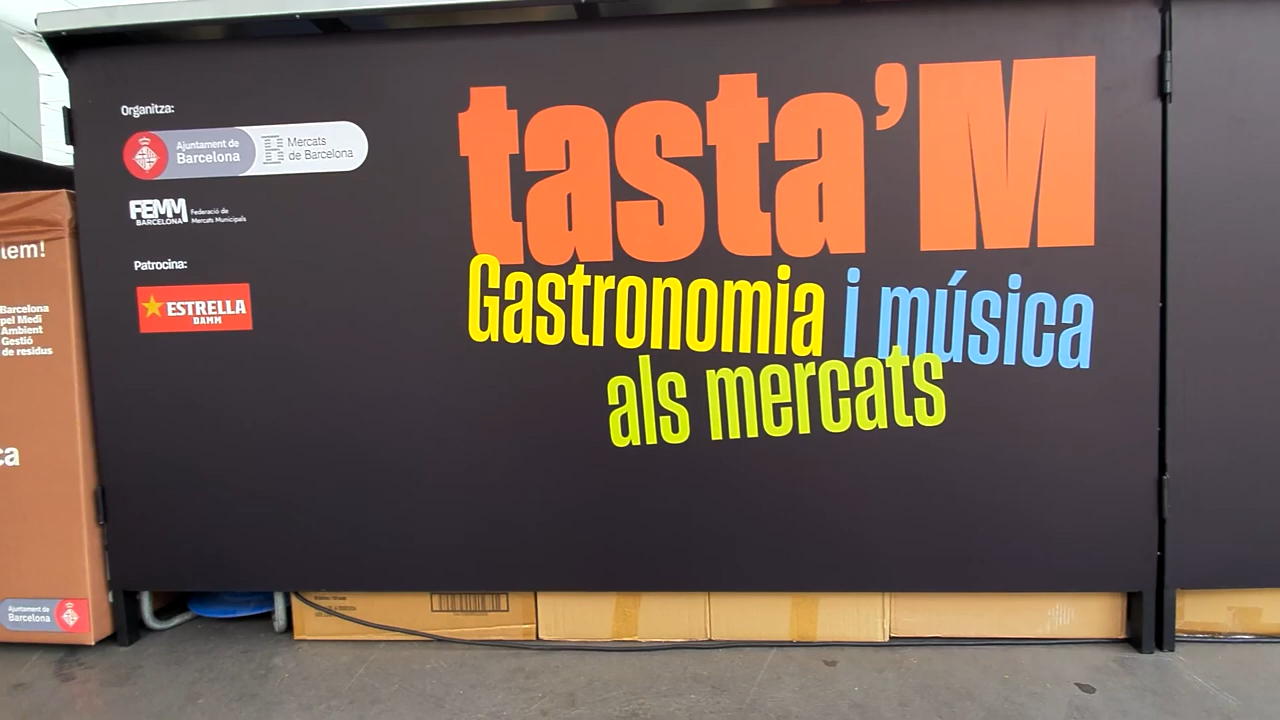 Organitza:
Ajuntament de
Barcelona
Mercats
de Barcelona
FEMM
BARCELONA
Federació de
Mercats Municipals
Patrocina:
ESTRELLA
DAMM
tasta'M
Gastronomia i música
als mercats
tem!
Barcelona
pel Medi
Ambient
Gestió
de residus
ça
Ajuntament de
Barcelona